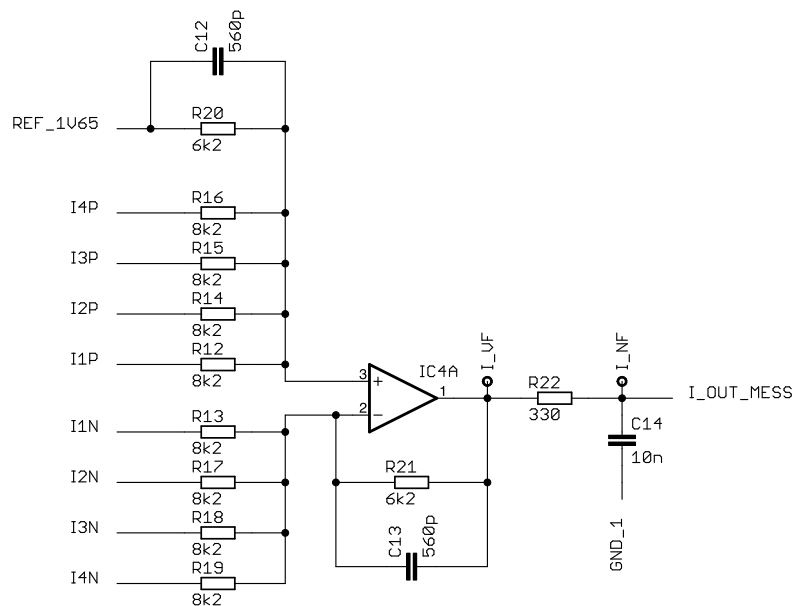 C12
560p
REF_1V65
R20
6k2
I4P
R16
8k2
I3P
R15
8k2
I2P
R14
8k2
I1P
R12
8k2
3
+
2
-
IC4A
1
I_VF
R22
330
I_NF
I_OUT_MESS
C14
10n
GND_1
I1N
R13
8k2
I2N
R17
8k2
R21
6k2
I3N
R18
8k2
C13
560p
I4N
R19
8k2